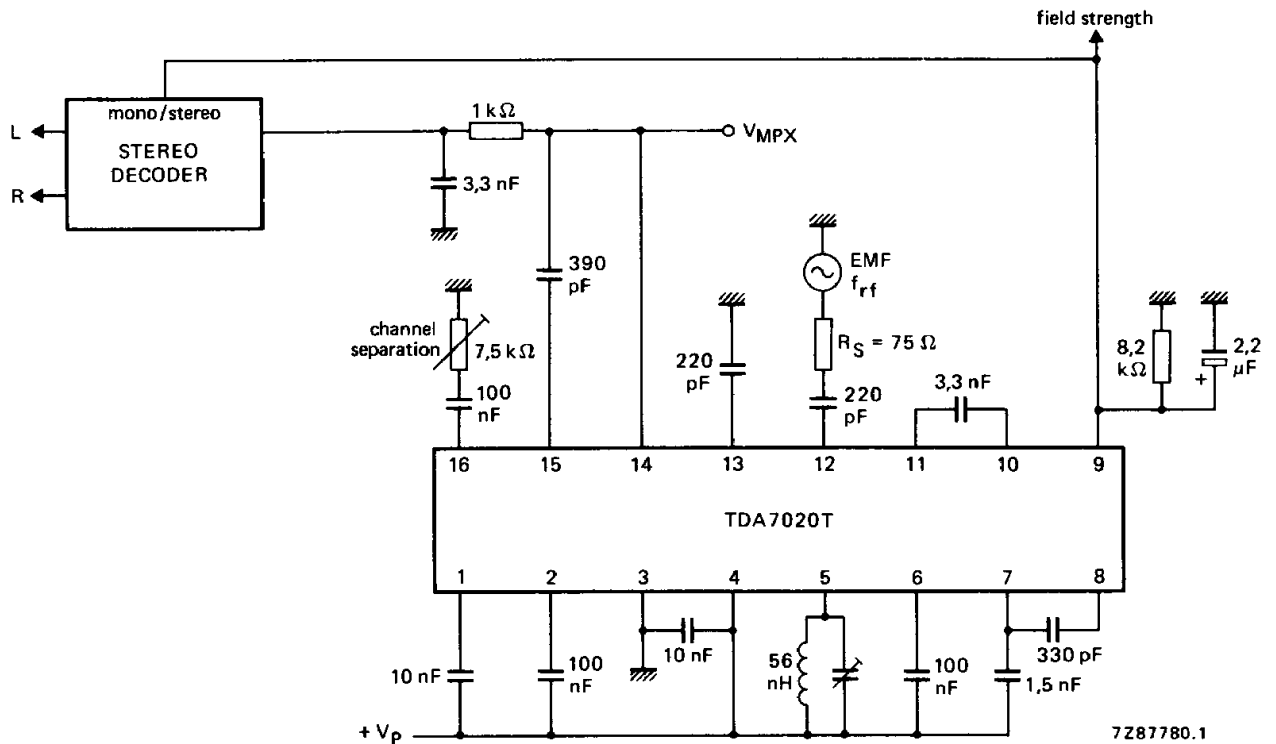 field strength
mono/stereo
STEREO
DECODER
L
R
1 kΩ
V_MPX
3,3 nF
390
pF
channel
separation
7,5 kΩ
100
nF
220
pF
EMF
f_rf
R_S = 75 Ω
220
pF
3,3 nF
8,2
kΩ
+
2,2
μF
16 15 14 13 12 11 10 9
TDA7020T
1 2 3 4 5 6 7 8
10 nF
100
nF
10 nF
56
nH
100
nF
330 pF
1,5 nF
+ V_P
7Z87780.1